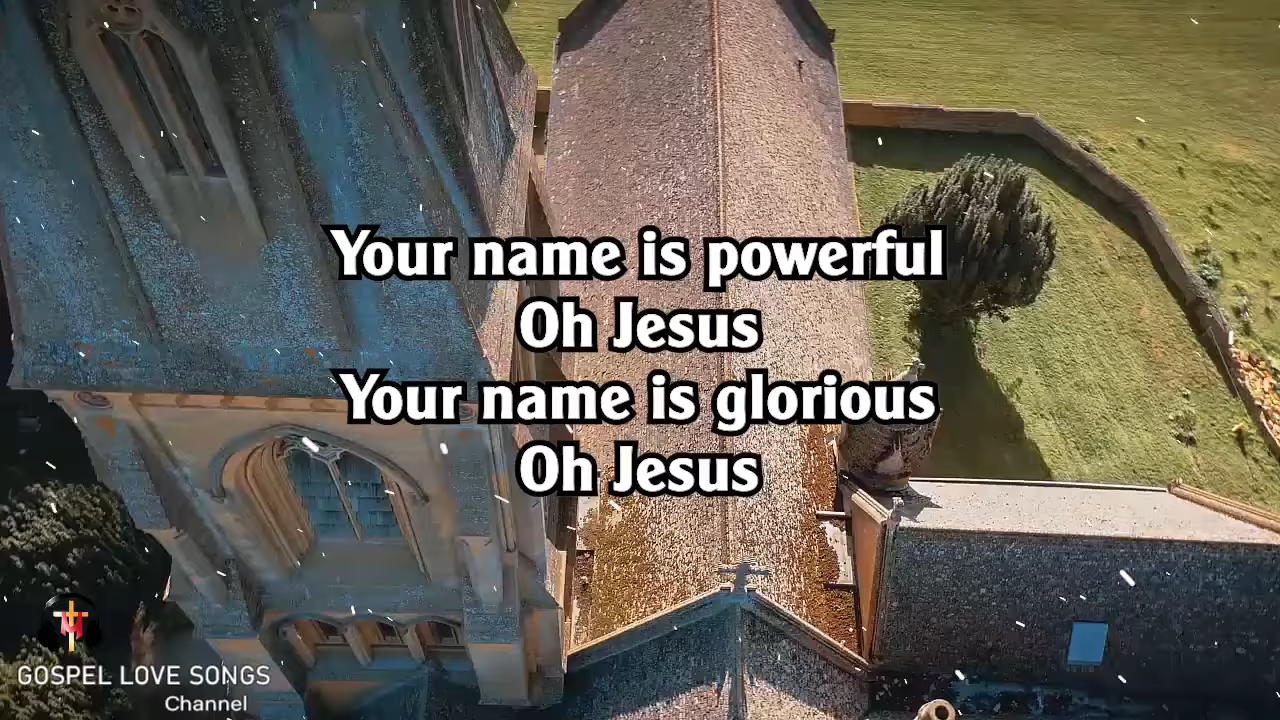 Your name is powerful
Oh Jesus
Your name is glorious
Oh Jesus
GOSPEL LOVE SONGS
Channel